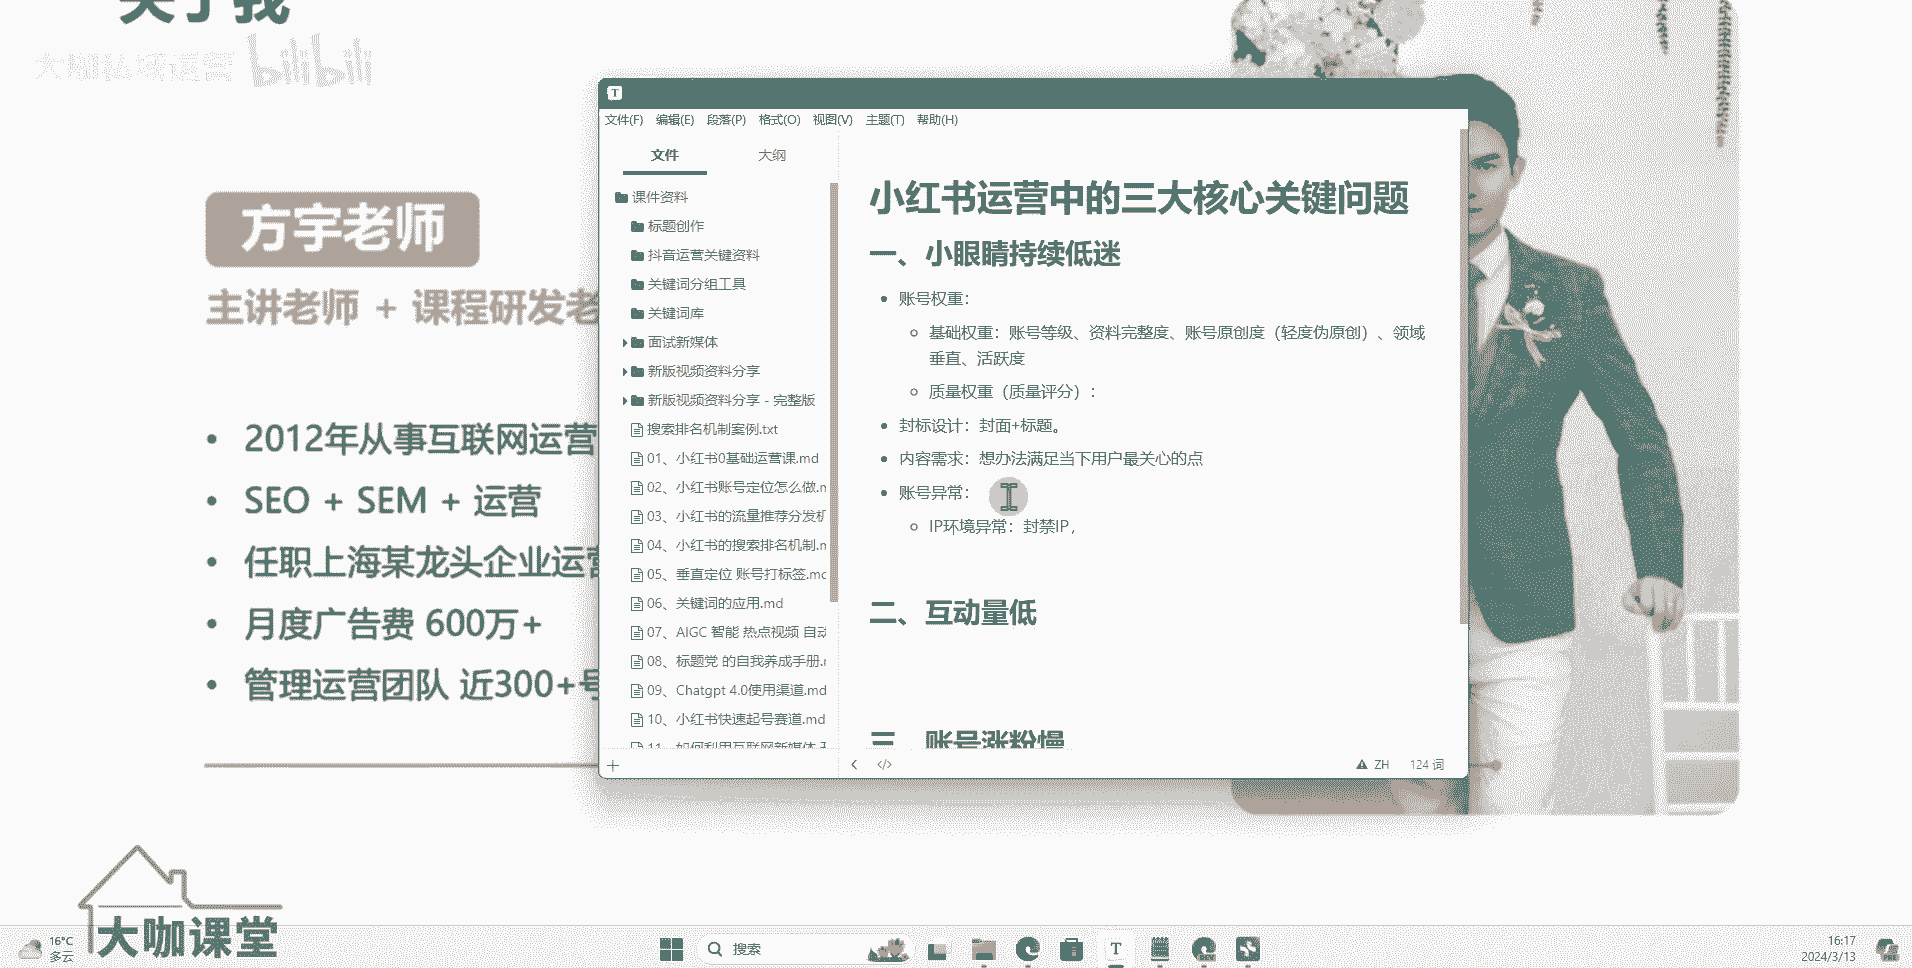 关于我
大咖私域运营 bilibili
方宇老师
主讲老师 + 课程研发老
2012年从事互联网运营
SEO + SEM + 运营
任职上海某龙头企业运营
月度广告费 600万+
管理运营团队 近300+号
大咖课堂
T
文件(F) 编辑(E) 段落(P) 格式(O) 视图(V) 主题(T) 帮助(H)
文件 大纲
课件资料
标题创作
抖音运营关键资料
关键词分组工具
关键词库
面试新媒体
新版视频资料分享
新版视频资料分享 - 完整版
搜索排名机制案例.txt
01、小红书0基础运营课.md
02、小红书账号定位怎么做.m
03、小红书的流量推荐分发机
04、小红书的搜索排名机制.m
05、垂直定位 账号打标签.mc
06、关键词的应用.md
07、AIGC 智能 热点视频 自动
08、标题党 的自我养成手册.
09、Chatgpt 4.0使用渠道.md
10、小红书快速起号赛道.md
11、如何利用互联网新媒体
小红书运营中的三大核心关键问题
一、小眼睛持续低迷
账号权重：
基础权重：账号等级、资料完整度、账号原创度（轻度伪原创）、领域
垂直、活跃度
质量权重（质量评分）：
封标设计：封面+标题。
内容需求：想办法满足当下用户最关心的点
账号异常：
IP环境异常：封禁IP，
二、互动量低
三、账号涨粉慢
ZH 124 词
16°C
多云
搜索
T
DEV
16:17
2024/3/13
PRE